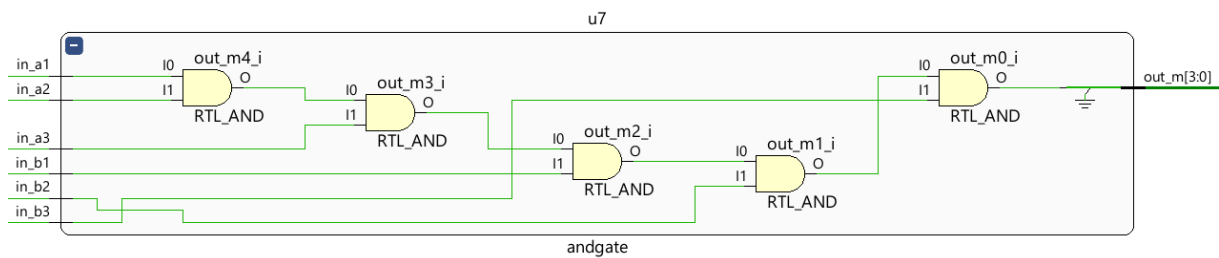 u7
in_a1
in_a2
in_a3
in_b1
in_b2
in_b3
out_m4_i
I0
I1
O
RTL_AND
out_m3_i
I0
I1
O
RTL_AND
out_m2_i
I0
I1
O
RTL_AND
out_m1_i
I0
I1
O
RTL_AND
out_m0_i
I0
I1
O
RTL_AND
out_m[3:0]
andgate